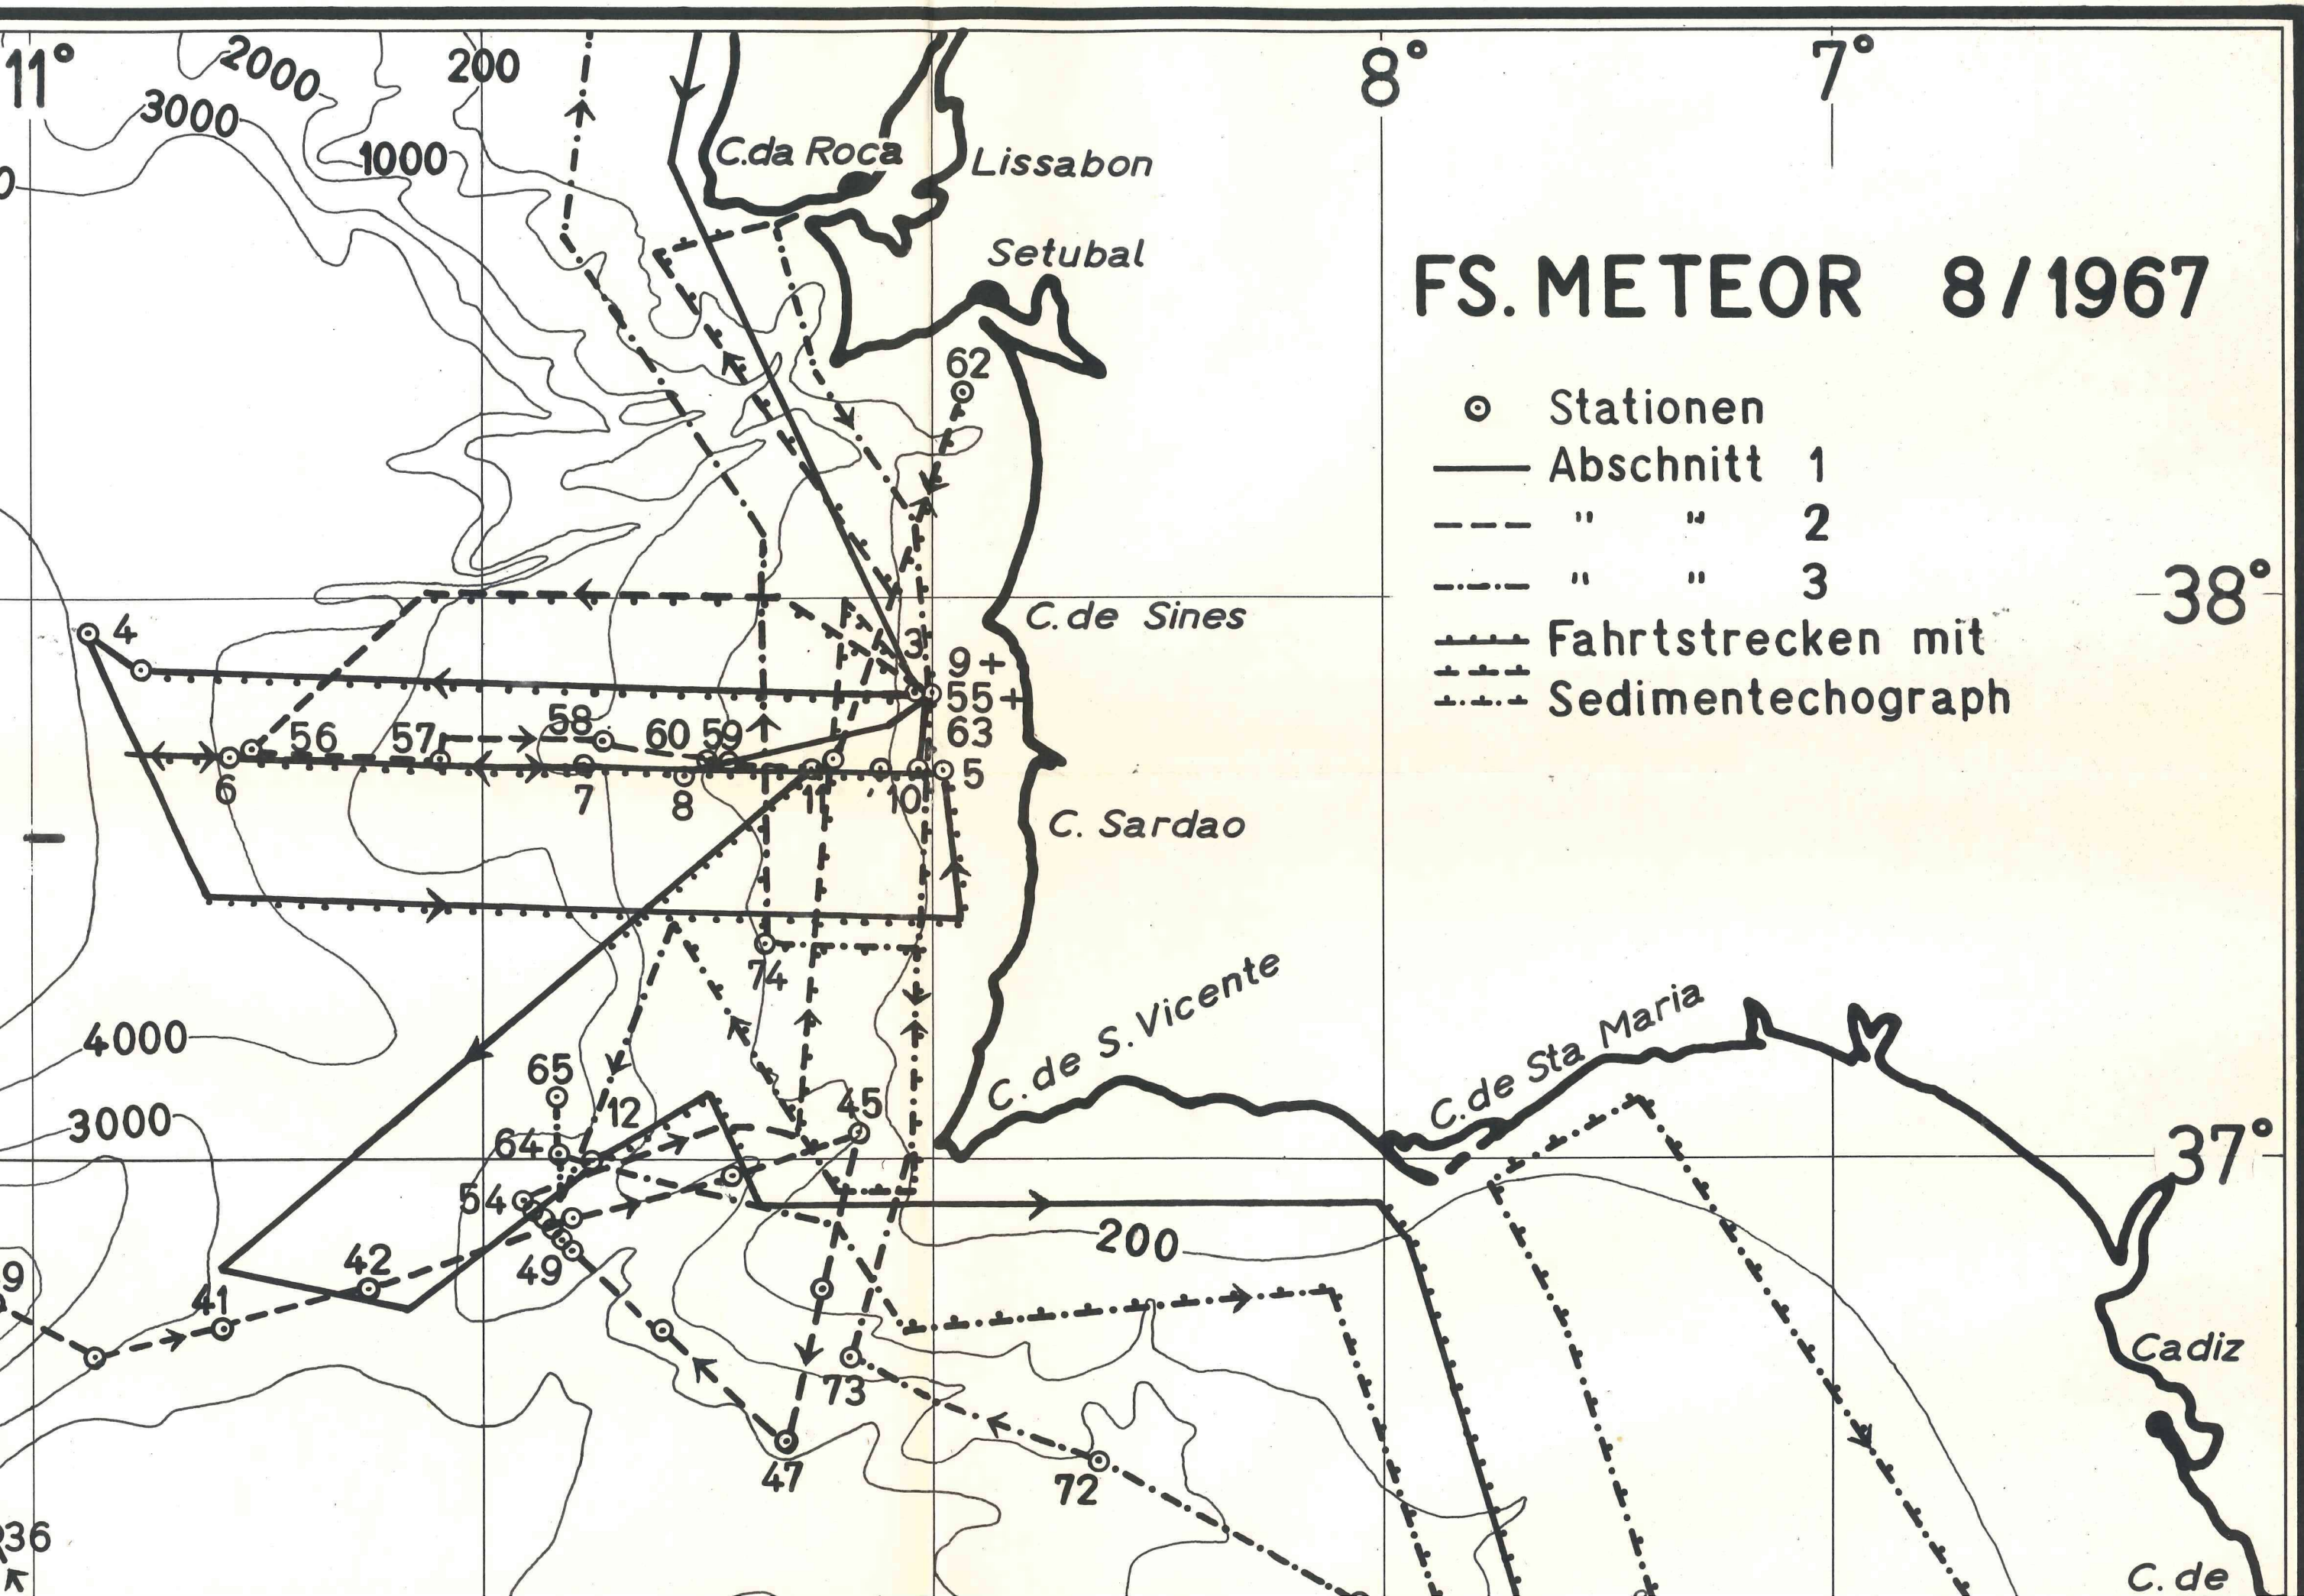 11° 2000 200 8° 7°
3000
1000 C.da Roca Lissabon
Setubal
FS. METEOR 8/1967
62
Stationen
Abschnitt 1
" " 2
" " 3
38°
C. de Sines
4 3
Fahrtstrecken mit
9+
55+
Sedimentechograph
56 57 58 60 59 63
6 7 8 11 10 5
C. Sardao
74
C. de S. Vicente
C. de Sta Maria
4000
65
3000 12 45
64 37°
54
200
49
42
9
41
Cadiz
73
47 72
36
C. de